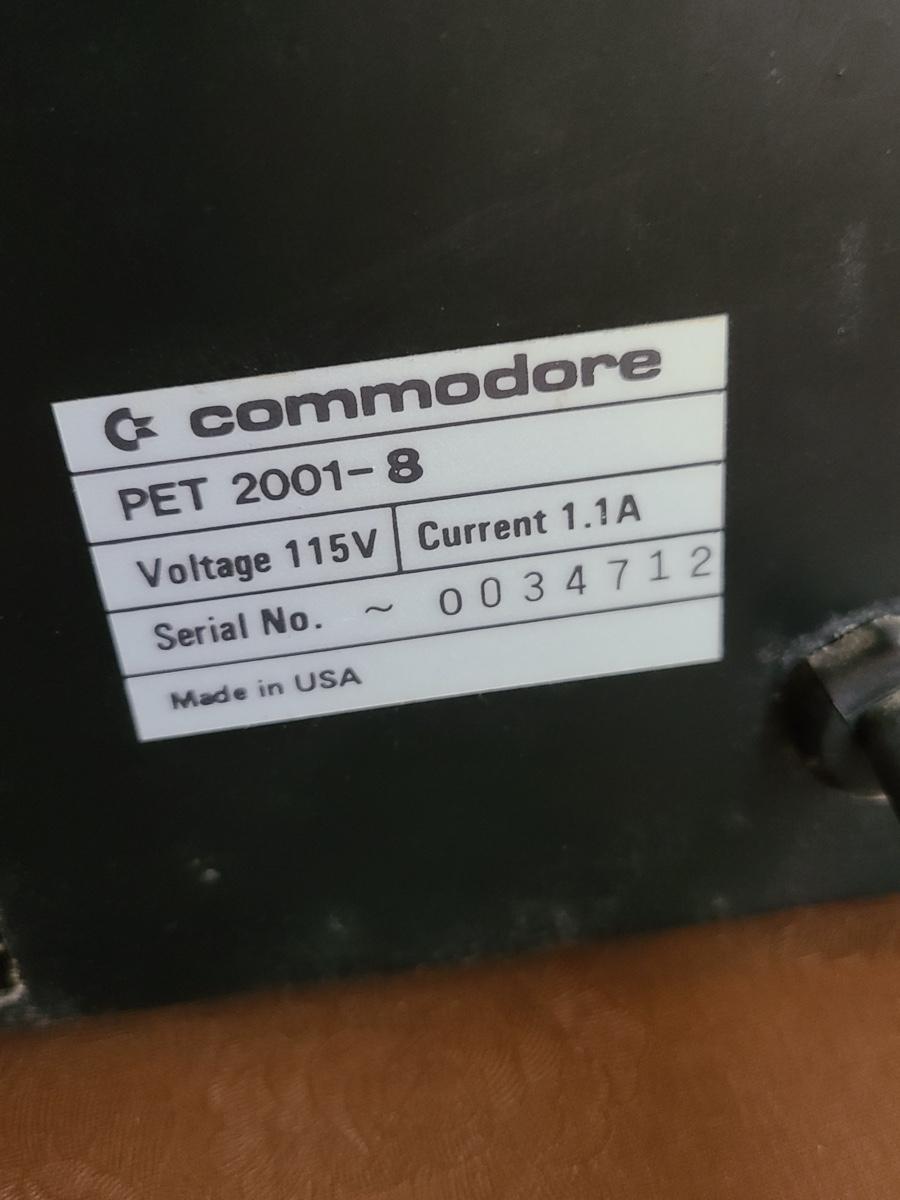 commodore
PET 2001-8
Voltage 115V Current 1.1A
Serial No. ~ 0034712
Made in USA